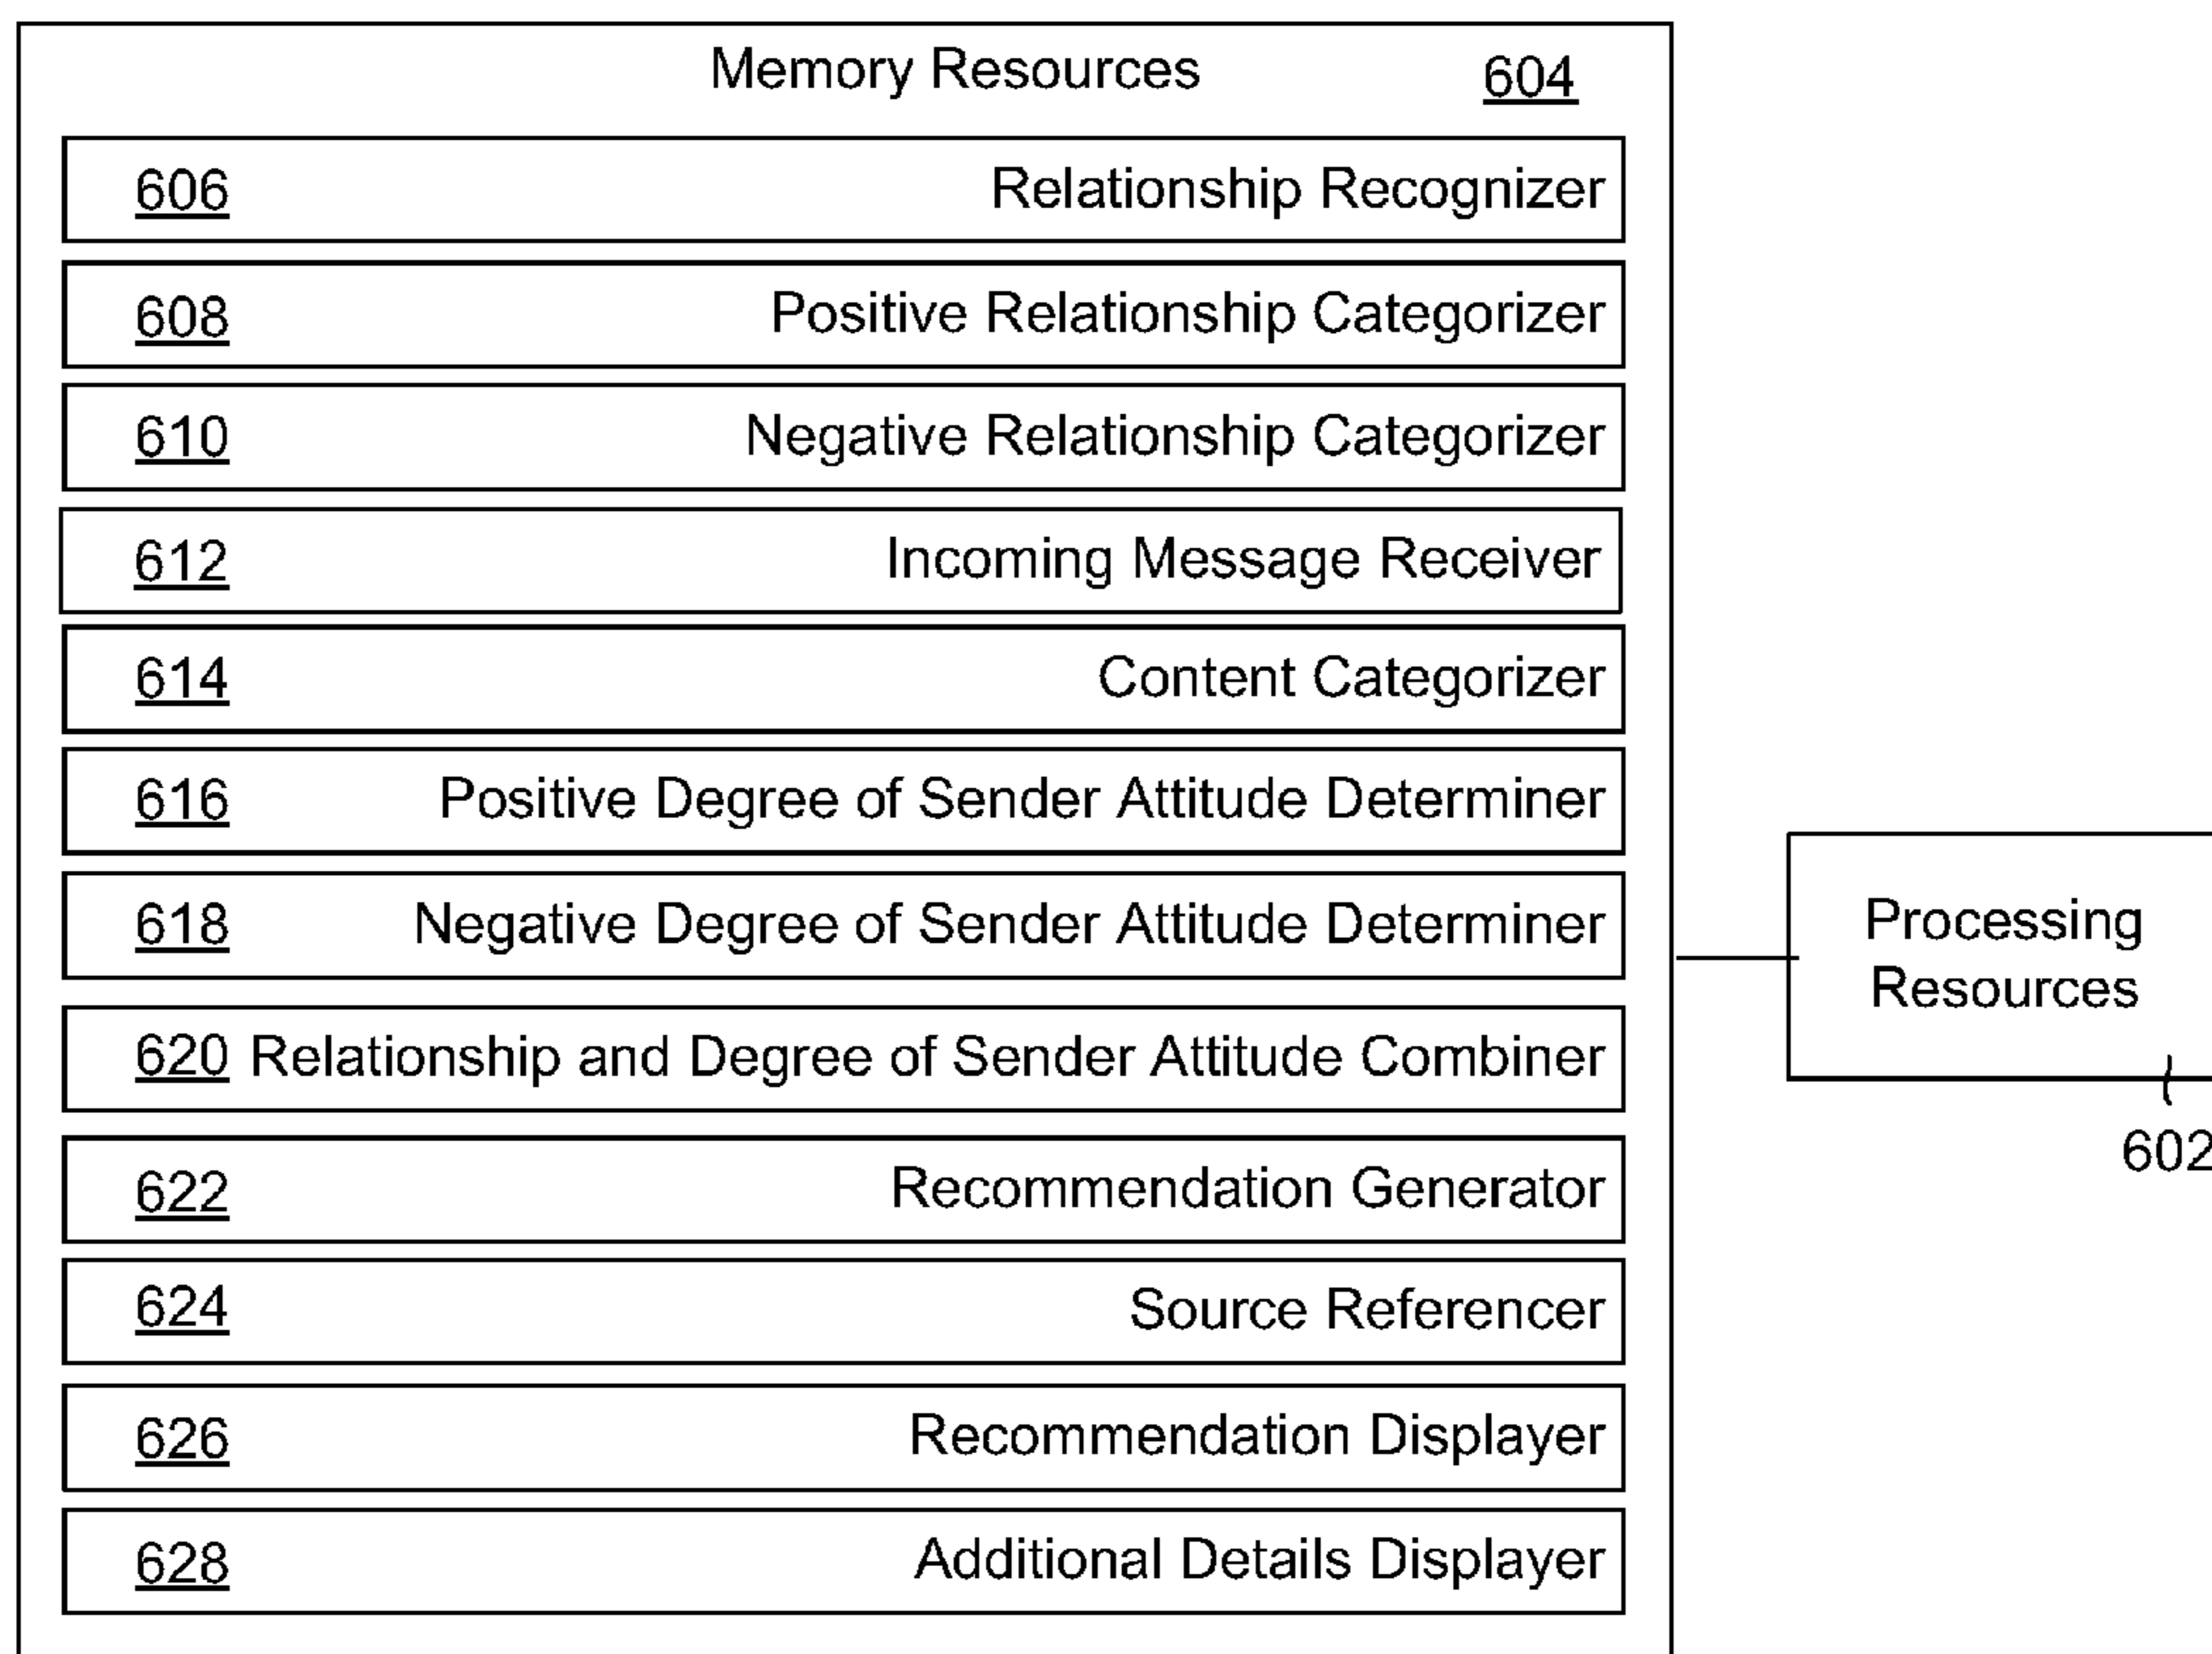 Memory Resources 604
606 Relationship Recognizer
608 Positive Relationship Categorizer
610 Negative Relationship Categorizer
612 Incoming Message Receiver
614 Content Categorizer
616 Positive Degree of Sender Attitude Determiner
618 Negative Degree of Sender Attitude Determiner
620 Relationship and Degree of Sender Attitude Combiner
622 Recommendation Generator
624 Source Referencer
626 Recommendation Displayer
628 Additional Details Displayer
Processing
Resources
602